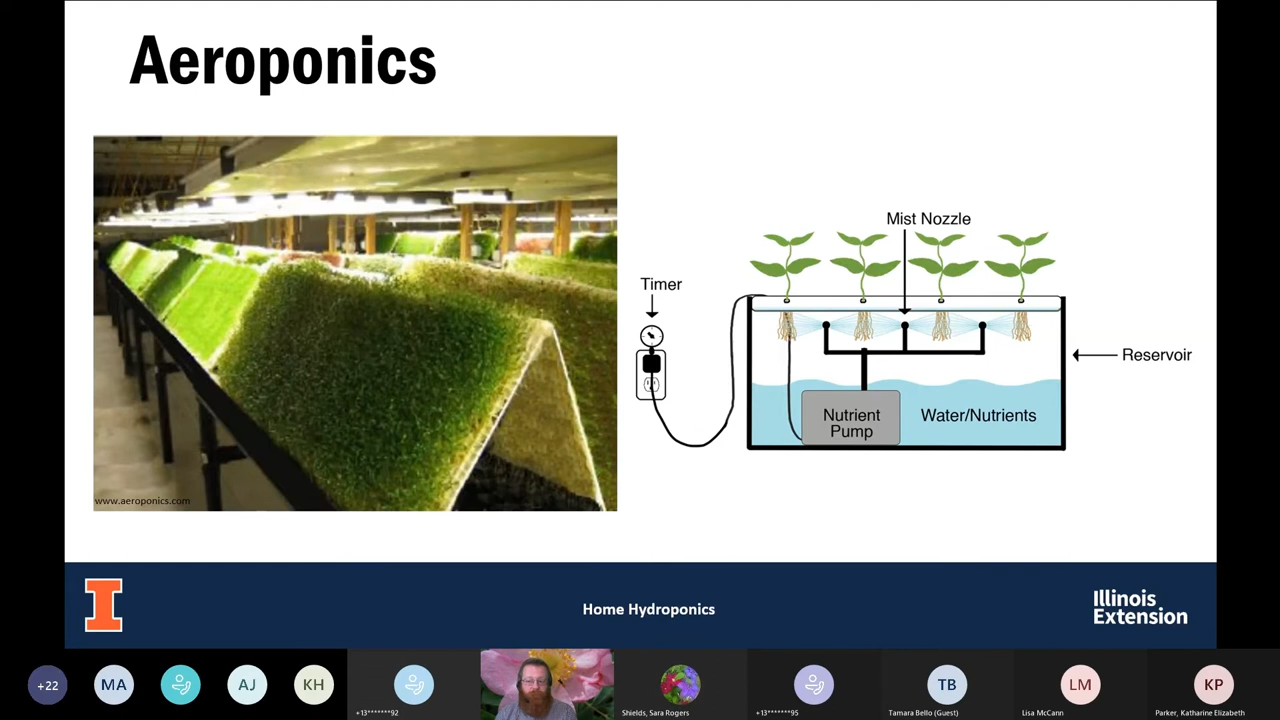 Aeroponics
www.aeroponics.com
Mist Nozzle
Timer
Reservoir
Nutrient
Pump
Water/Nutrients
I
Home Hydroponics
Illinois
Extension
+22
MA
AJ
KH
TB
LM
KP
+13*******92
Shields, Sara Rogers
+13*******95
Tamara Bello (Guest)
Lisa McCann
Parker, Katharine Elizabeth